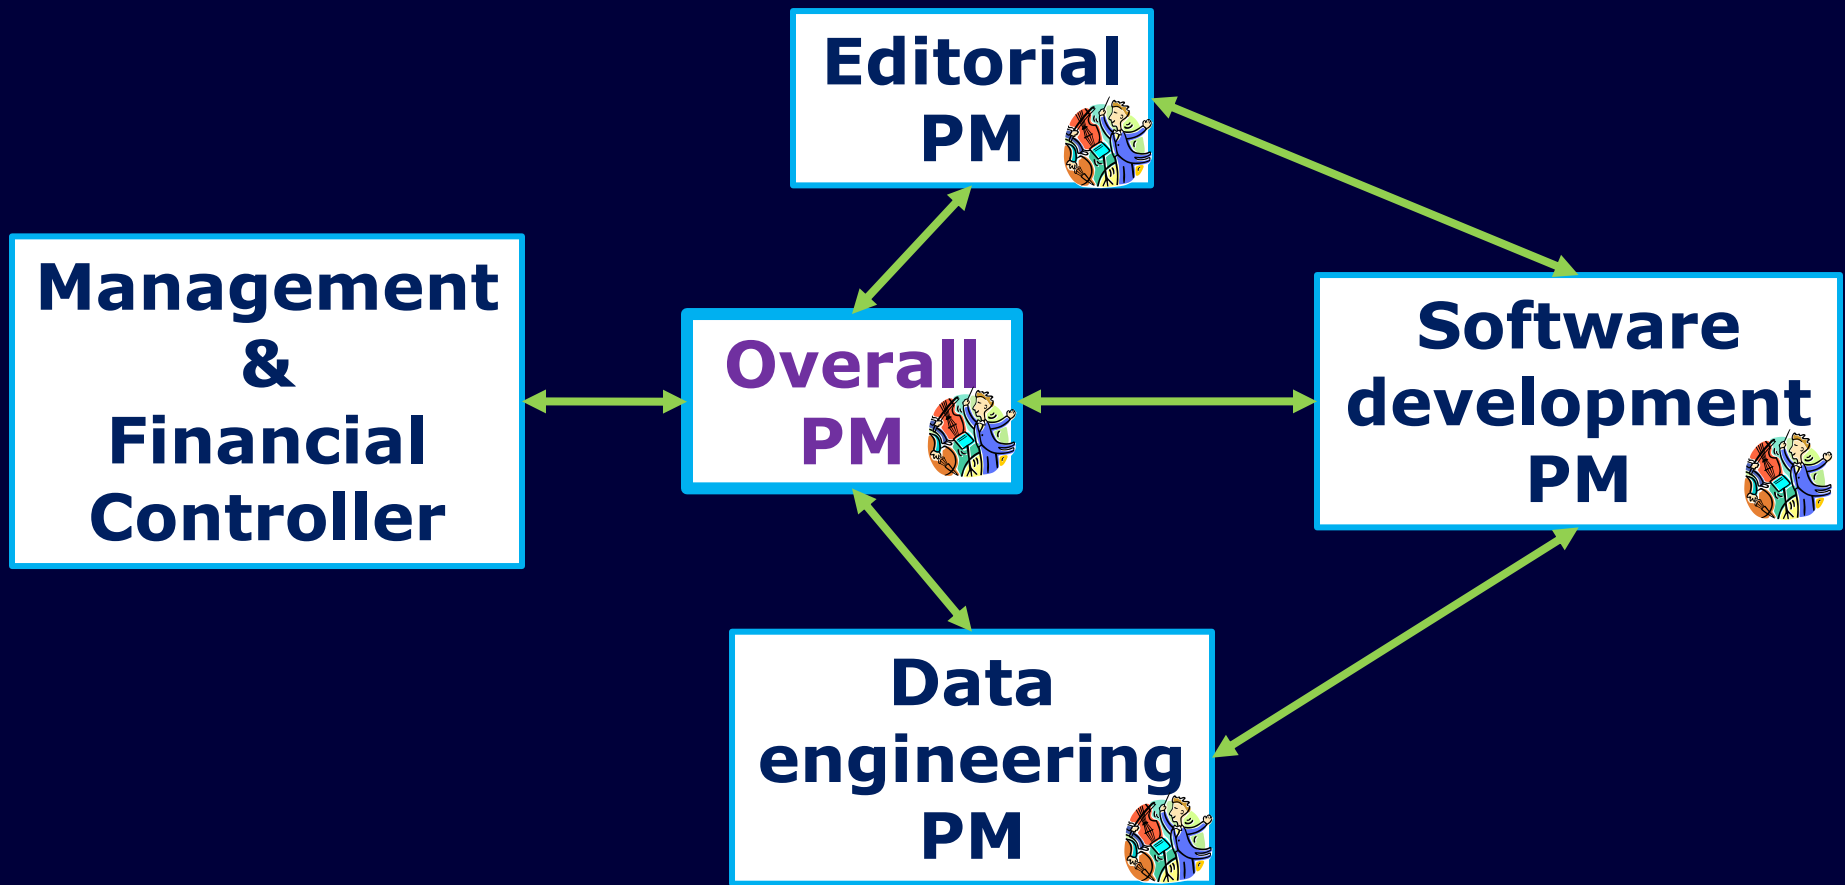 Editorial
PM
Management
&
Financial
Controller
Overall
PM
Software
development
PM
Data
engineering
PM